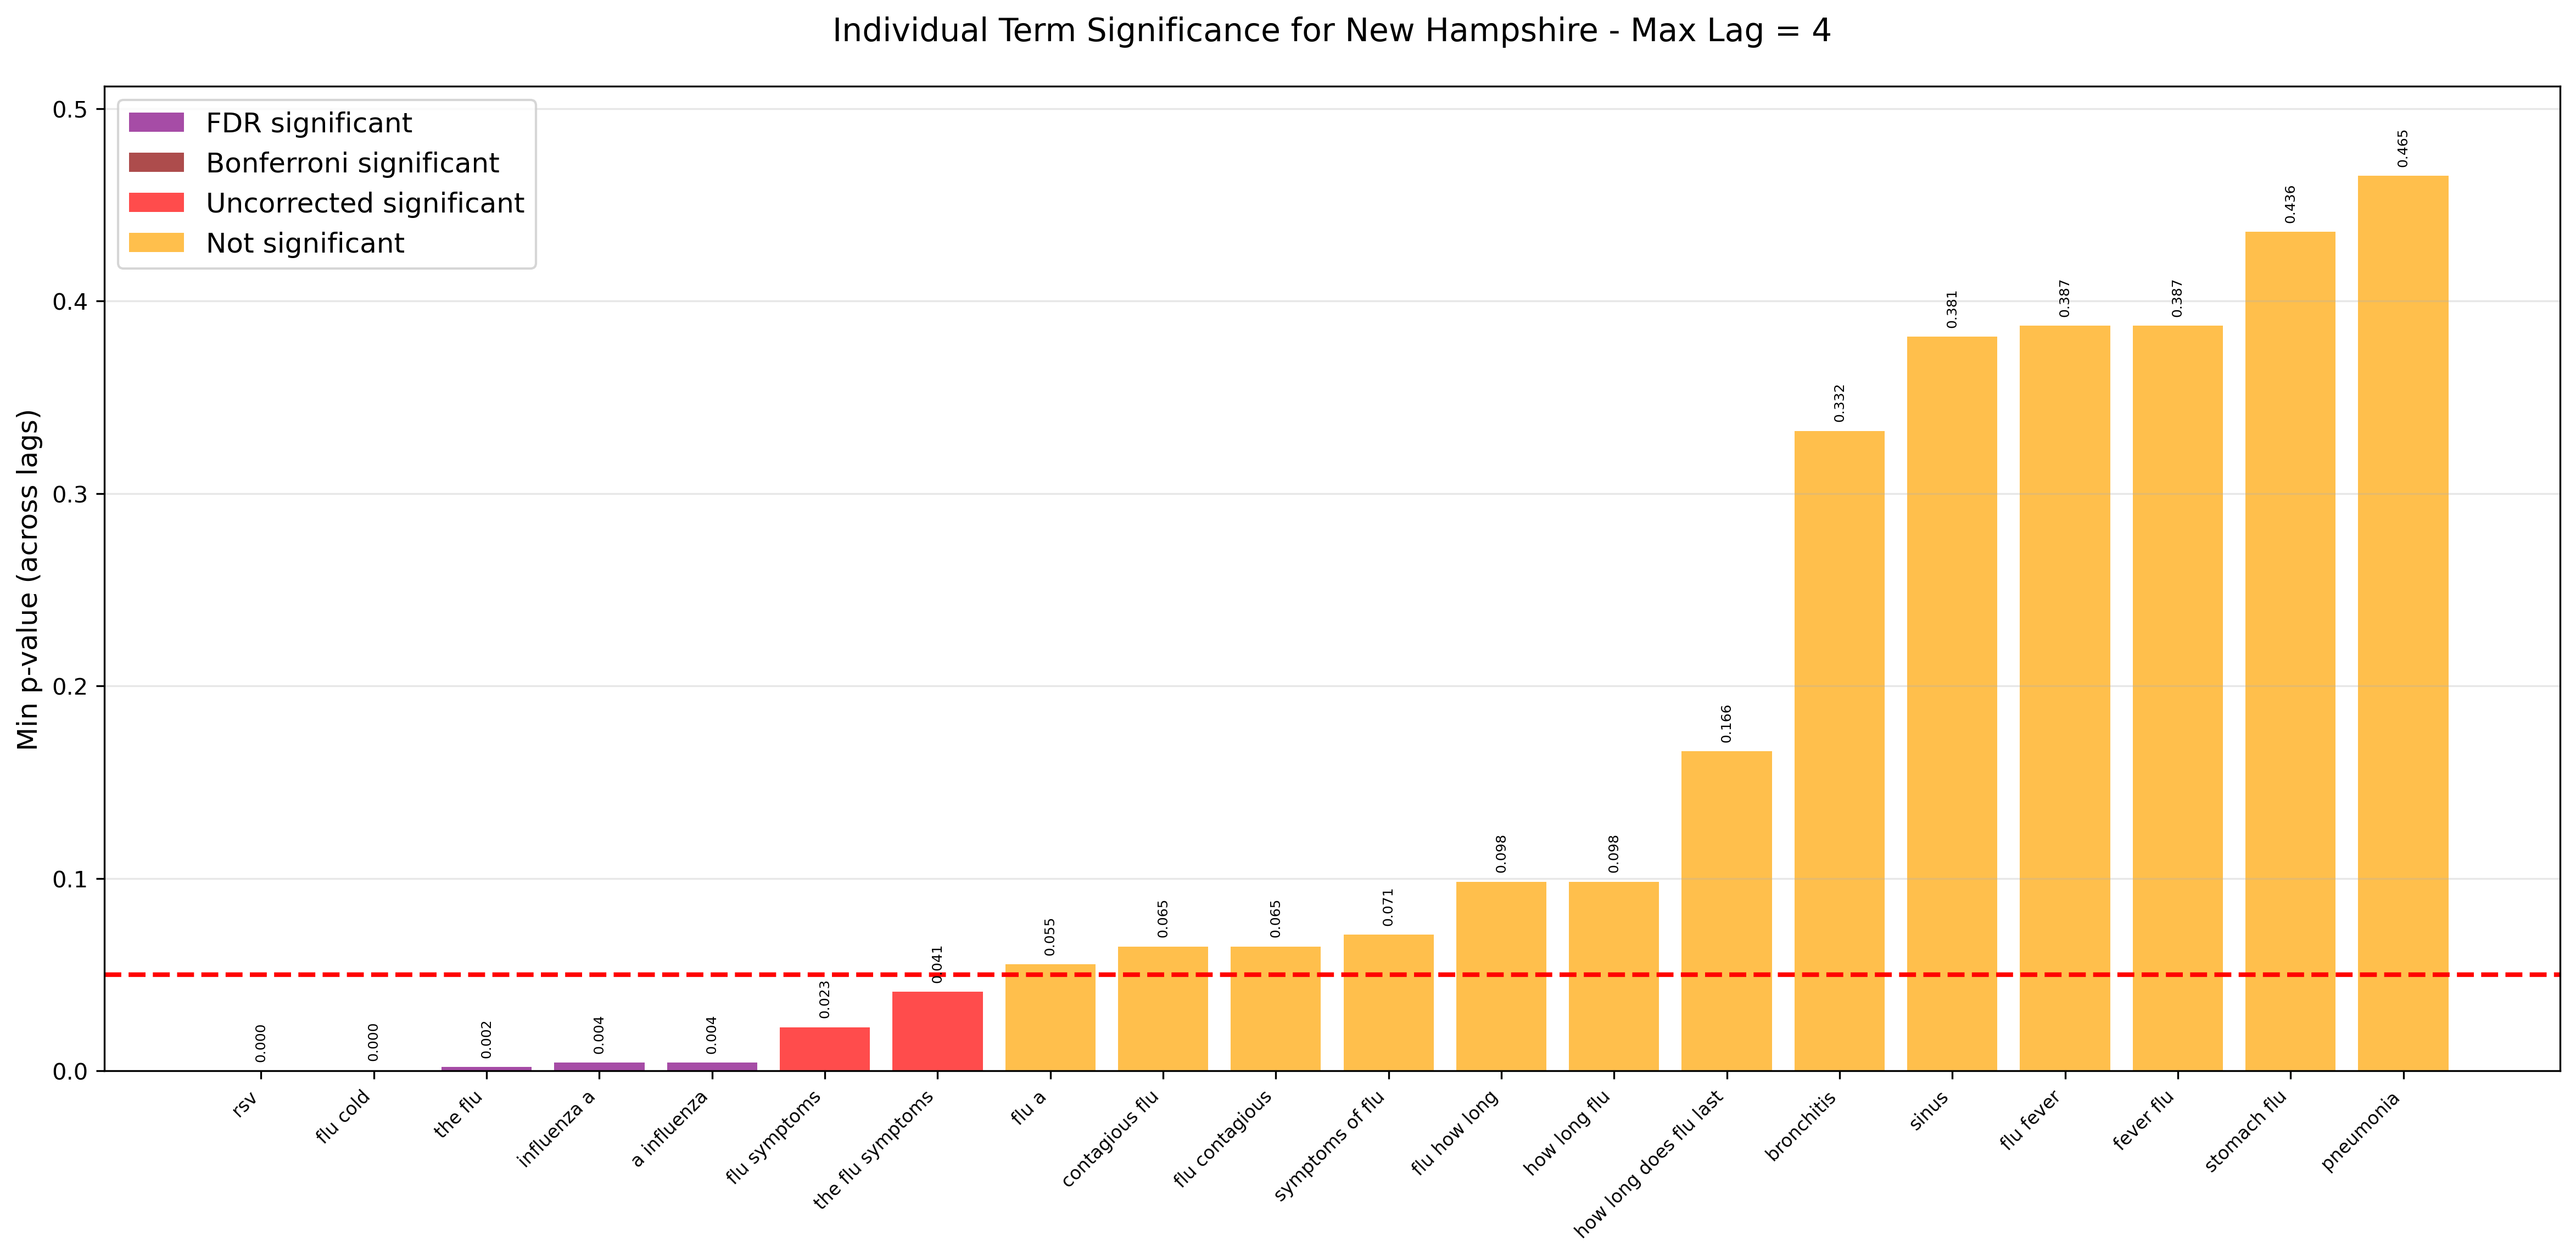 Individual Term Significance for New Hampshire - Max Lag = 4
FDR significant
Bonferroni significant
Uncorrected significant
Not significant
Min p-value (across lags)
0.5
0.4
0.3
0.2
0.1
0.0
0.000
0.000
0.002
0.004
0.004
0.023
0.041
0.055
0.065
0.065
0.071
0.098
0.098
0.166
0.332
0.381
0.387
0.387
0.436
0.465
rsv
flu cold
the flu
influenza a
a influenza
flu symptoms
the flu symptoms
flu a
contagious flu
flu contagious
symptoms of flu
flu how long
how long flu
how long does flu last
bronchitis
sinus
flu fever
fever flu
stomach flu
pneumonia